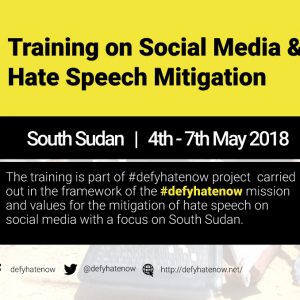 Training on Social Media &
Hate Speech Mitigation
South Sudan | 4th - 7th May 2018
The training is part of #defyhatenow project carried
out in the framework of the #defyhatenow mission
and values for the mitigation of hate speech on
social media with a focus on South Sudan.
defyhatenow @defyhatenow http://defyhatenow.net/